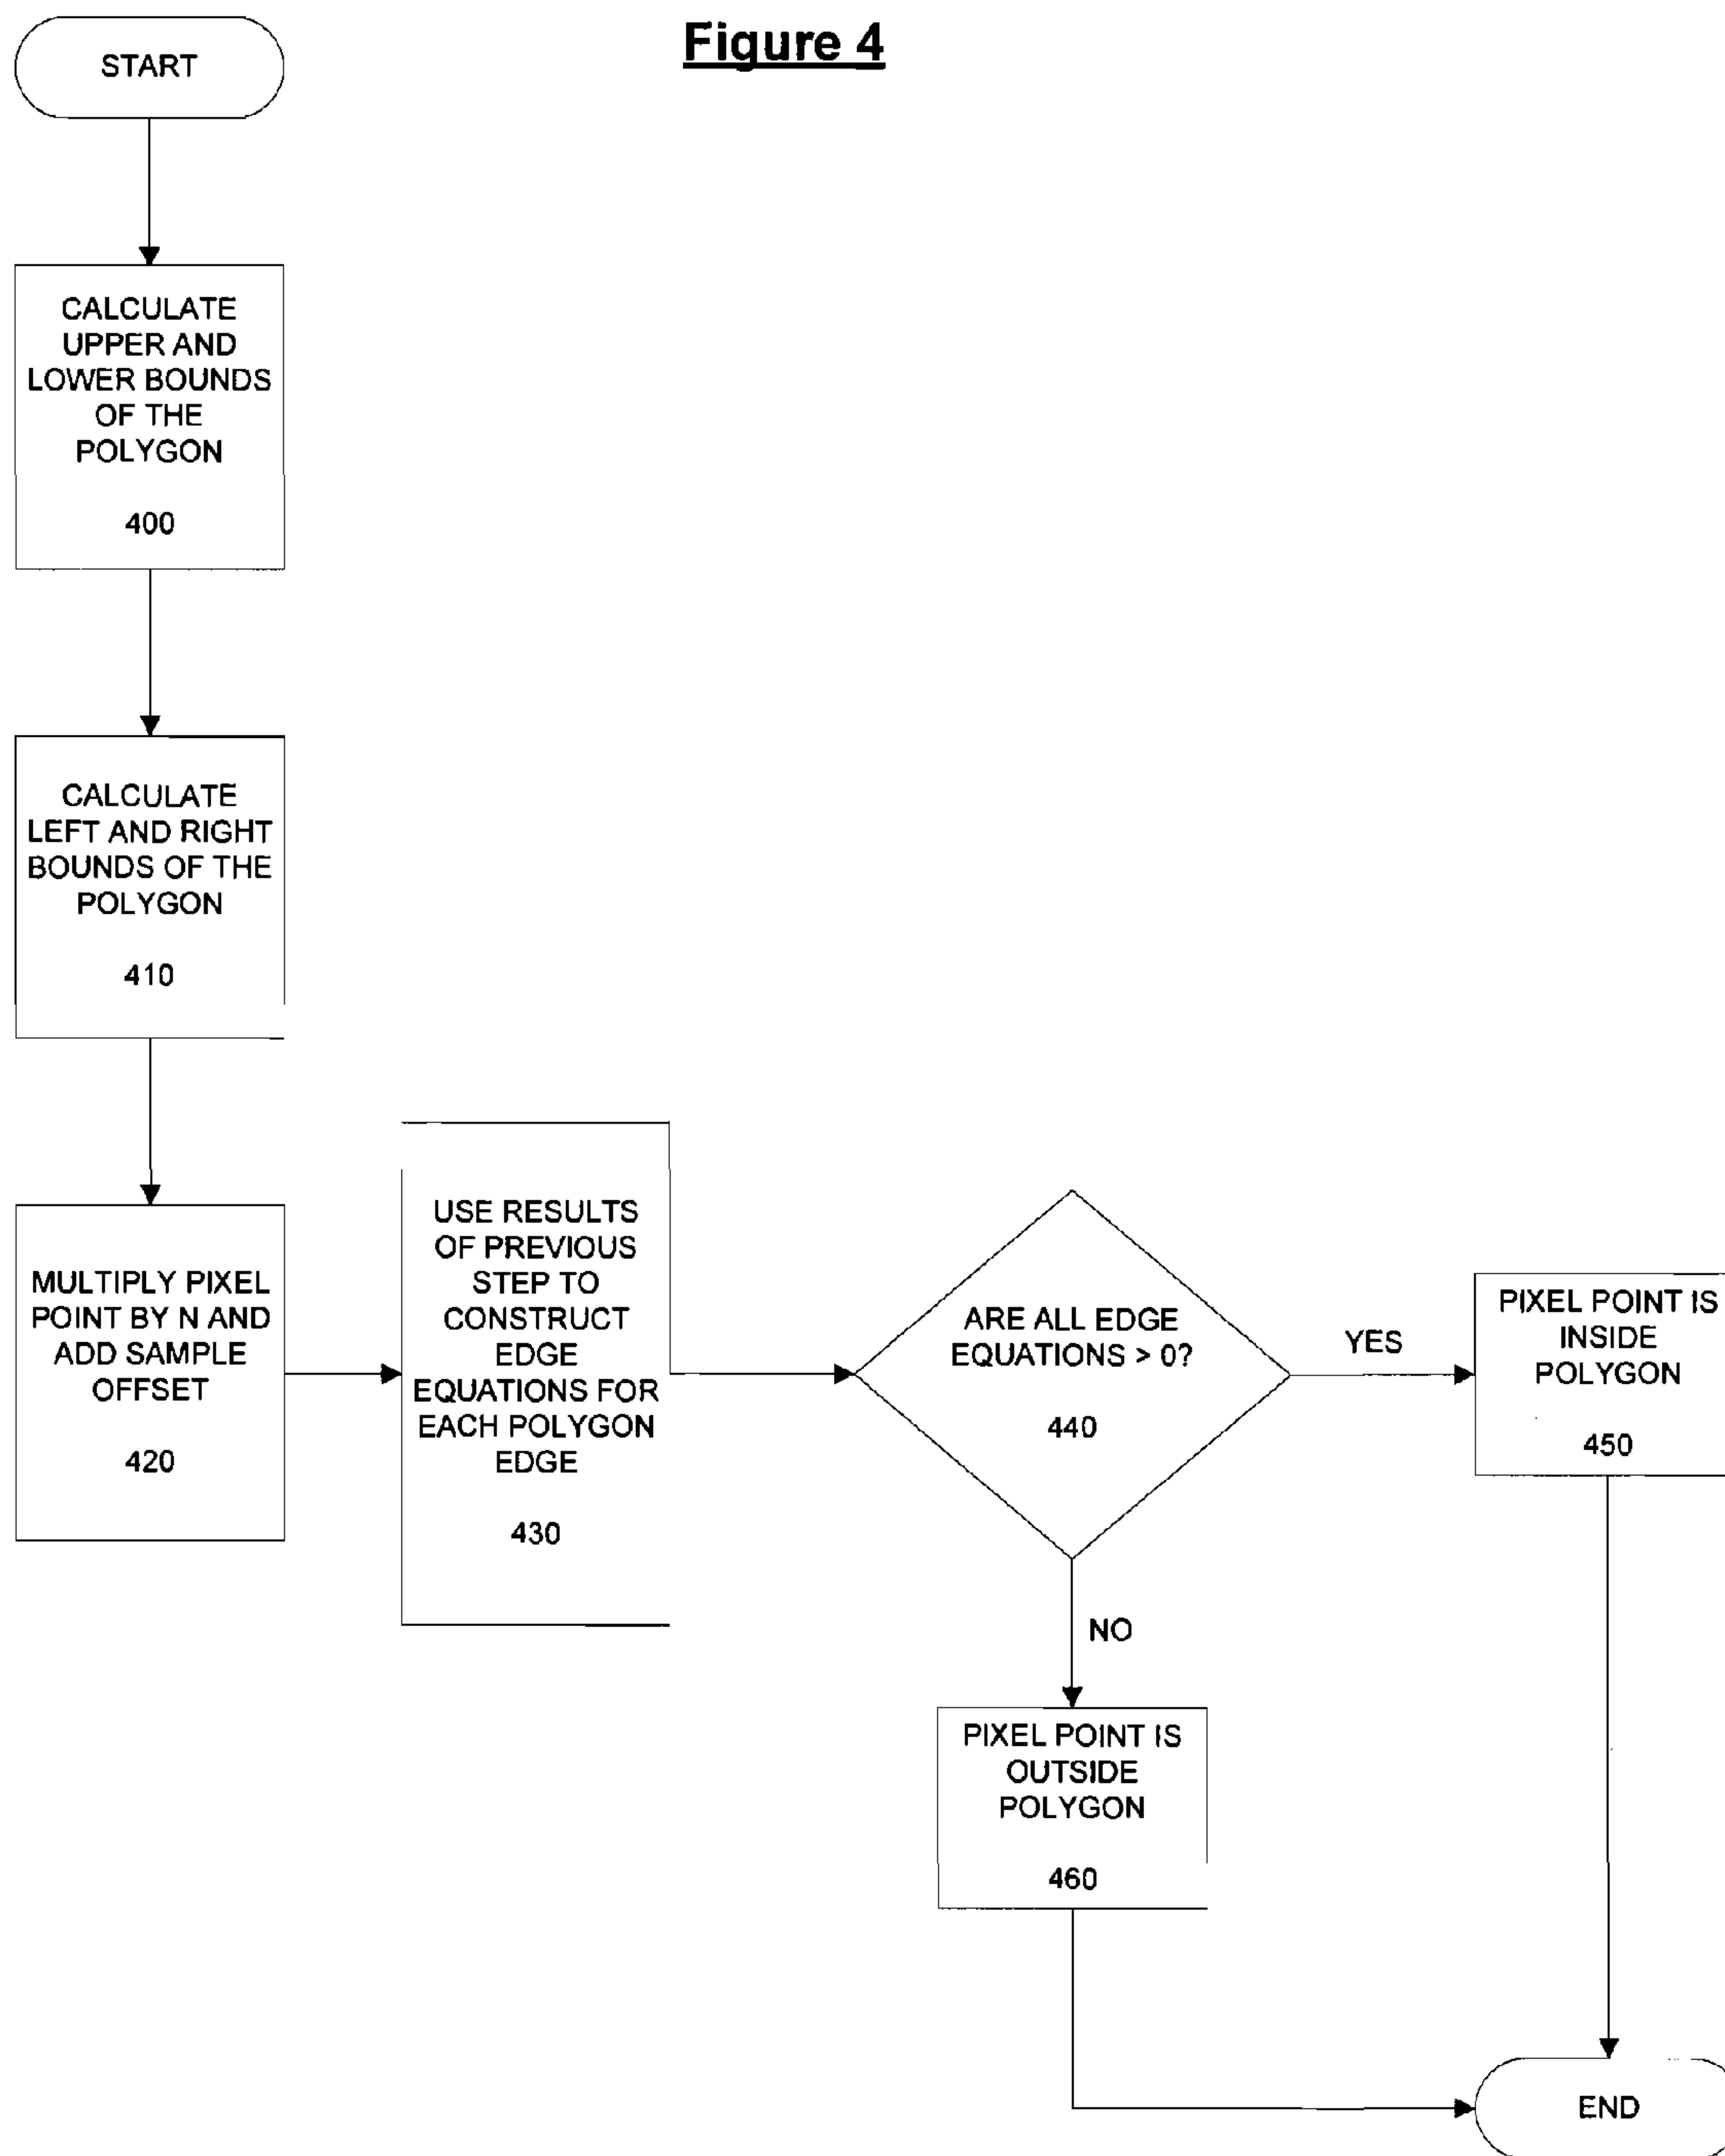 Figure 4
START
CALCULATE
UPPER AND
LOWER BOUNDS
OF THE
POLYGON
400
CALCULATE
LEFT AND RIGHT
BOUNDS OF THE
POLYGON
410
MULTIPLY PIXEL
POINT BY N AND
ADD SAMPLE
OFFSET
420
USE RESULTS
OF PREVIOUS
STEP TO
CONSTRUCT
EDGE
EQUATIONS FOR
EACH POLYGON
EDGE
430
ARE ALL EDGE
EQUATIONS > 0?
440
YES
PIXEL POINT IS
INSIDE
POLYGON
450
NO
PIXEL POINT IS
OUTSIDE
POLYGON
460
END